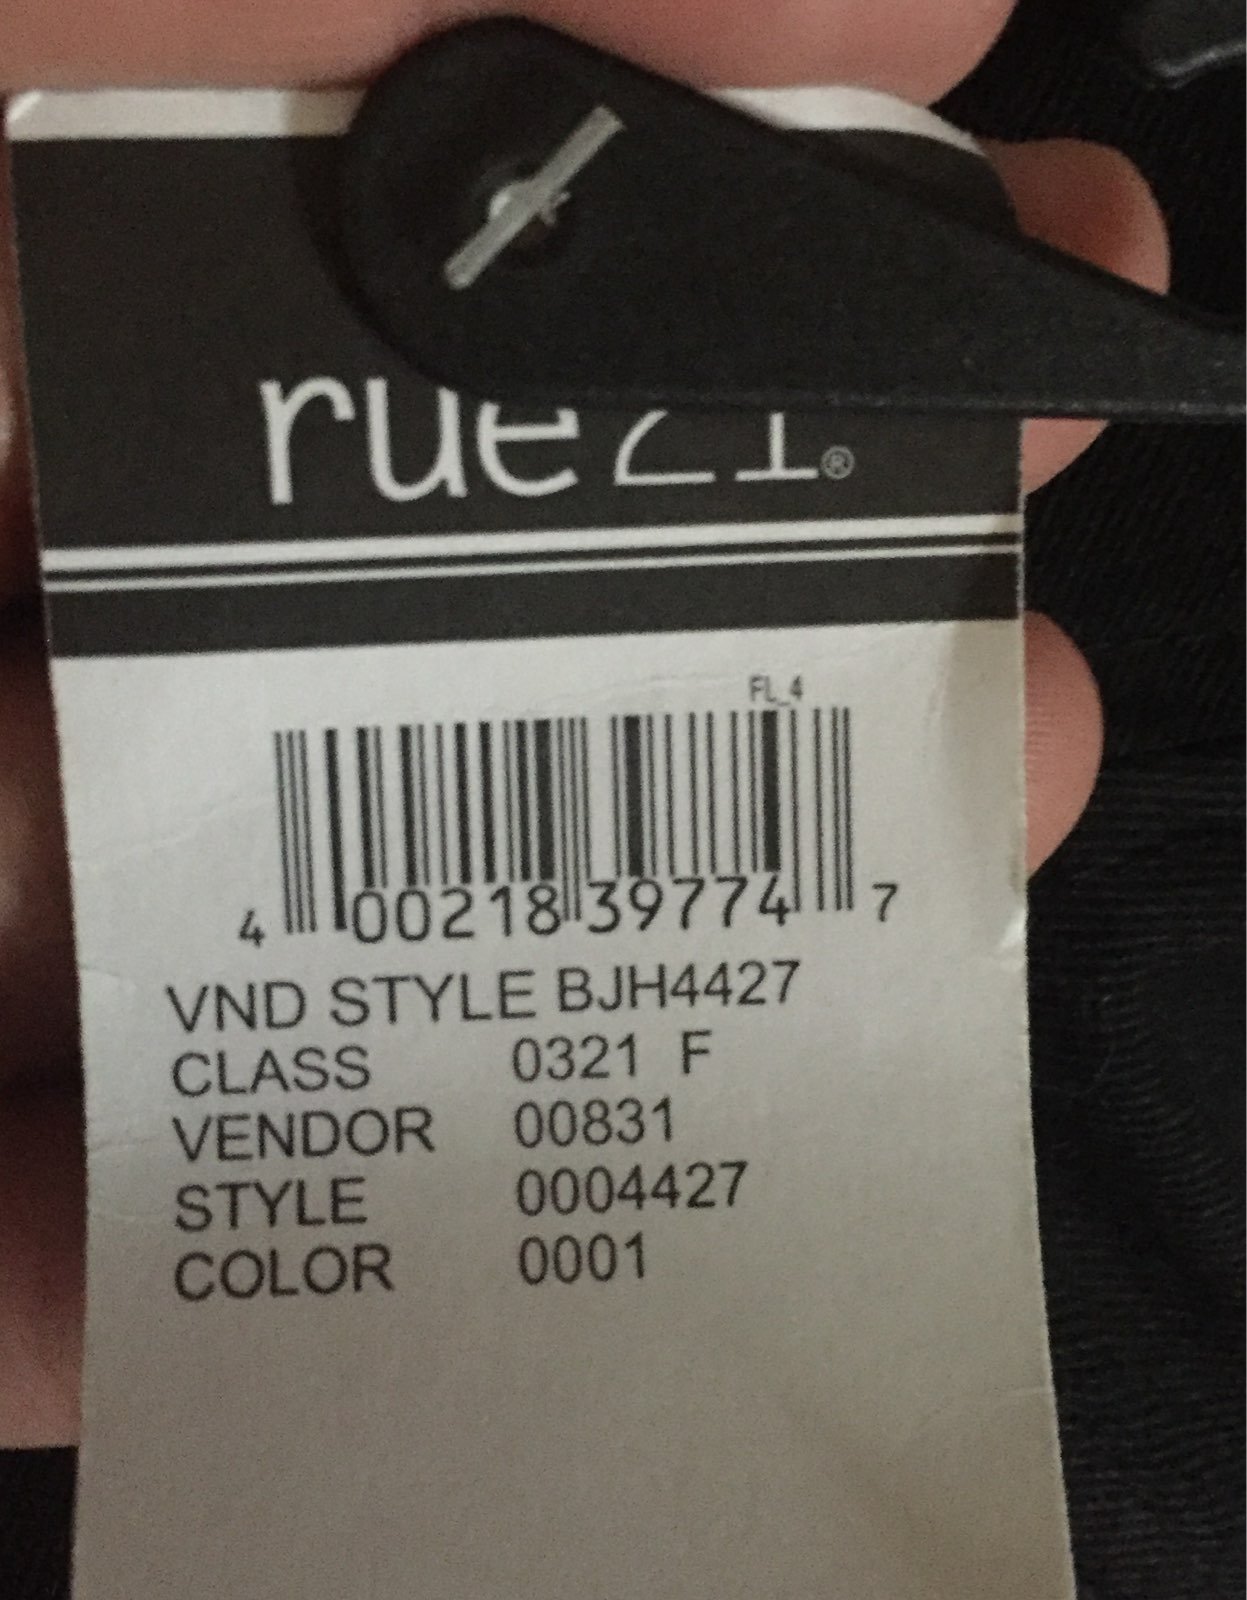 rue21®
FL_4
4 00218 39774 7
VND STYLE BJH4427
CLASS 0321 F
VENDOR 00831
STYLE 0004427
COLOR 0001